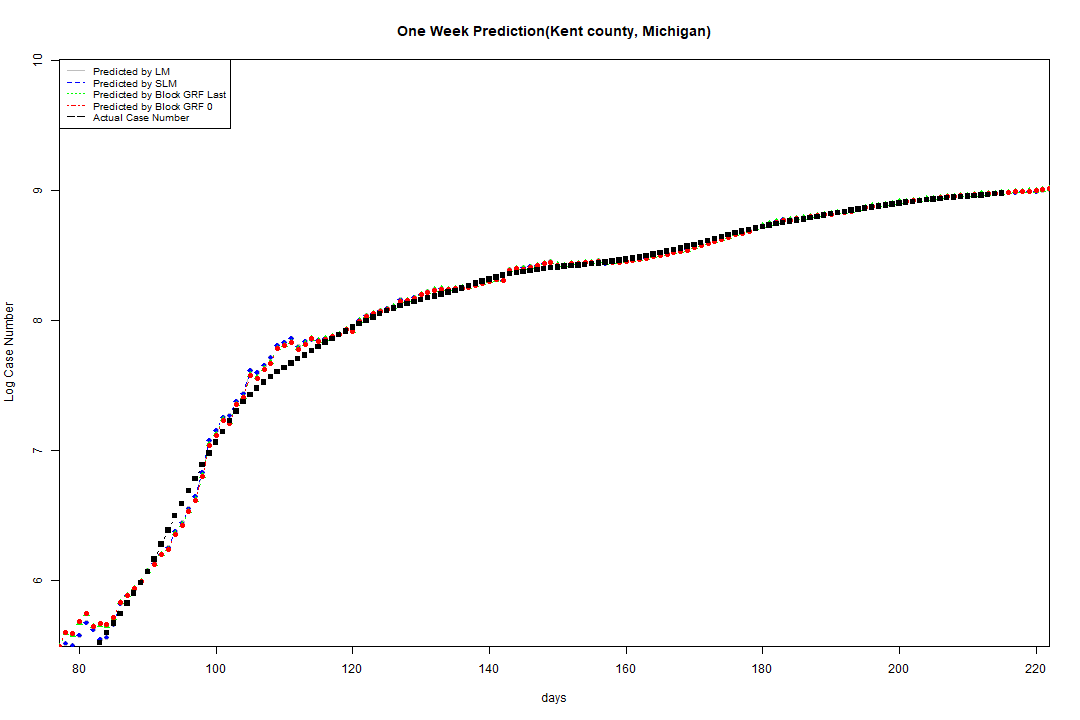 One Week Prediction(Kent county, Michigan)
Predicted by LM
Predicted by SLM
Predicted by Block GRF Last
Predicted by Block GRF 0
Actual Case Number
Log Case Number
10
9
8
7
6
80 100 120 140 160 180 200 220
days